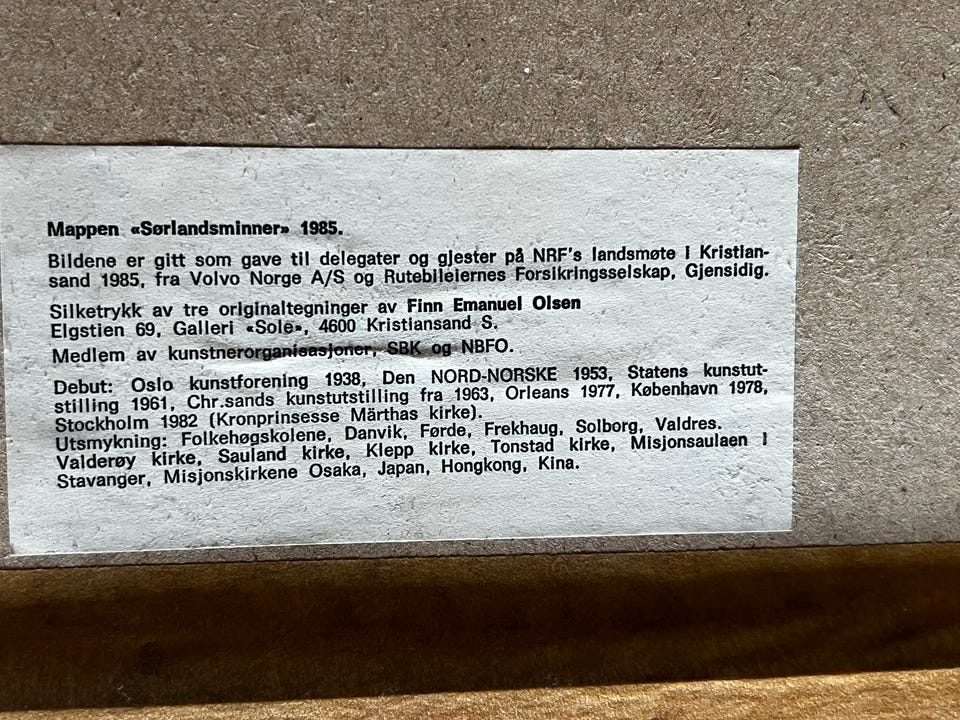 Mappen «Sørlandsminner» 1985.
Bildene er gitt som gave til delegater og gjester på NRF's landsmøte i Kristian-
sand 1985, fra Volvo Norge A/S og Rutebileiernes Forsikringsselskap, Gjensidig.
Silketrykk av tre originaltegninger av Finn Emanuel Olsen
Elgstien 69, Galleri «Sole», 4600 Kristiansand S.
Medlem av kunstnerorganisasjoner, SBK og NBFO.
Debut: Oslo kunstforening 1938, Den NORD-NORSKE 1953, Statens kunstut-
stilling 1961, Chr.sands kunstutstilling fra 1963, Orleans 1977, København 1978,
Stockholm 1982 (Kronprinsesse Märthas kirke).
Utsmykning: Folkehøgskolene, Danvik, Førde, Frekhaug, Solborg, Valdres.
Valderøy kirke, Sauland kirke, Klepp kirke, Tonstad kirke, Misjonsaulaen i
Stavanger, Misjonskirkene Osaka, Japan, Hongkong, Kina.